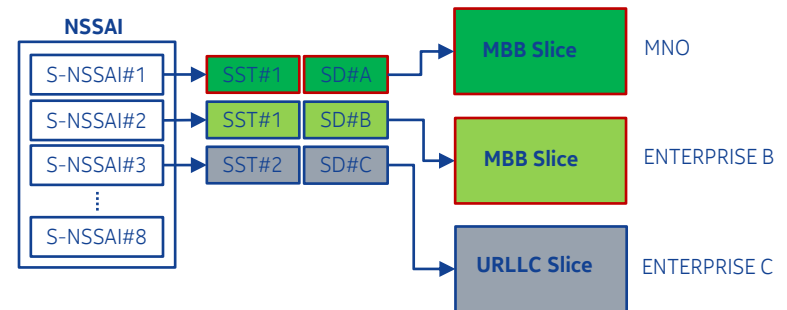 NSSAI
S-NSSAI#1 SST#1 SD#A MBB Slice MNO
S-NSSAI#2 SST#1 SD#B
S-NSSAI#3 SST#2 SD#C MBB Slice ENTERPRISE B
S-NSSAI#8
URLLC Slice ENTERPRISE C